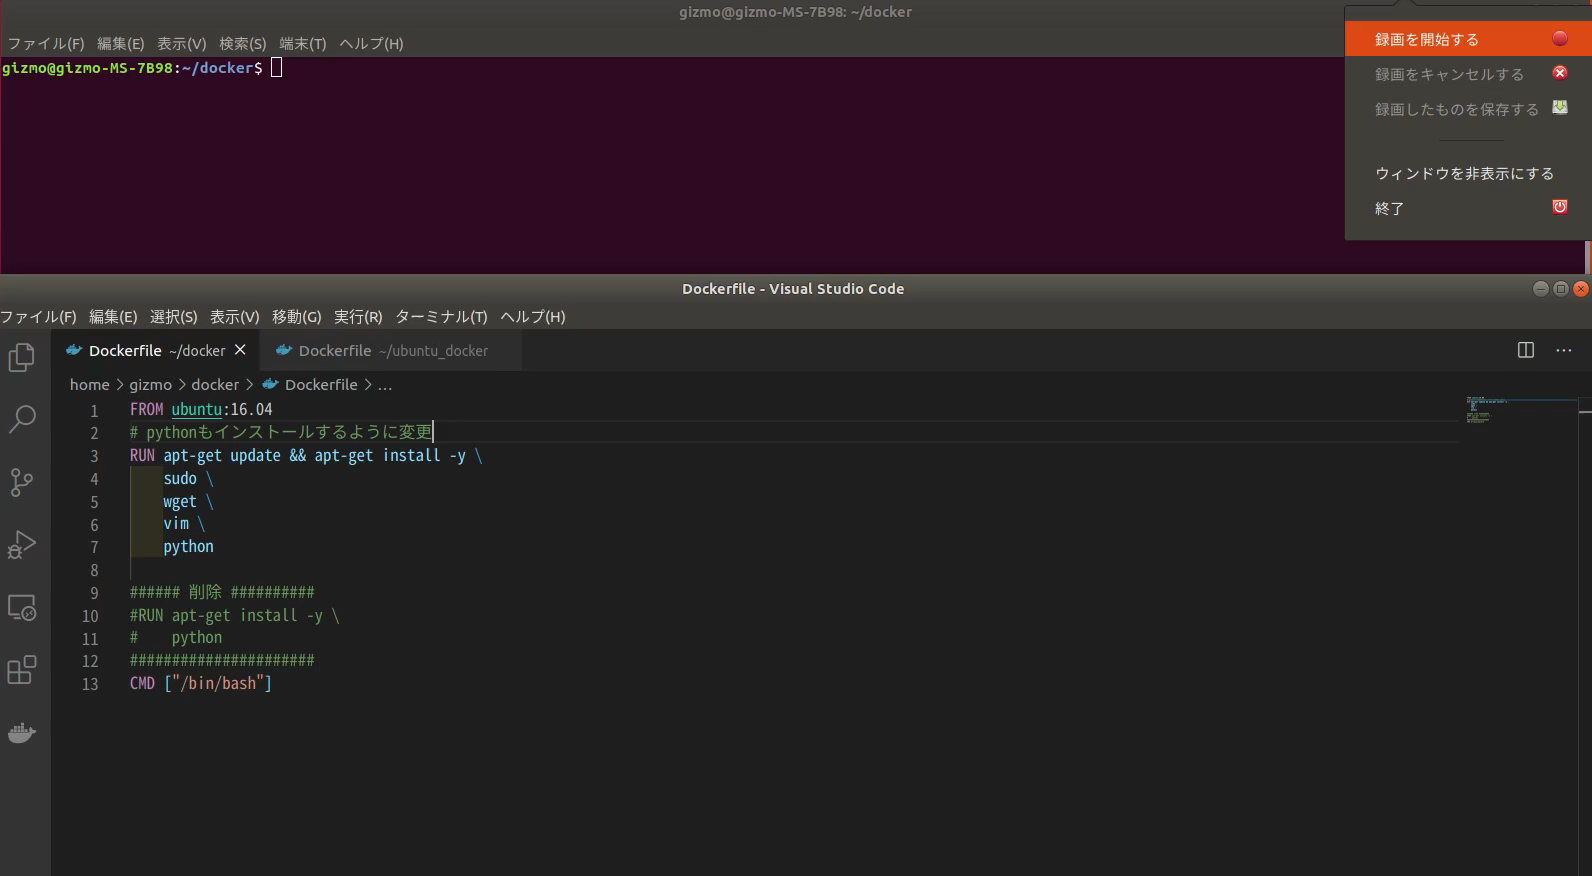 gizmo@gizmo-MS-7B98: ~/docker
ファイル(F) 編集(E) 表示(V) 検索(S) 端末(T) ヘルプ(H)
gizmo@gizmo-MS-7B98:~/docker$
録画を開始する
録画をキャンセルする
録画したものを保存する
ウィンドウを非表示にする
終了
Dockerfile - Visual Studio Code
ファイル(F) 編集(E) 選択(S) 表示(V) 移動(G) 実行(R) ターミナル(T) ヘルプ(H)
Dockerfile ~/docker × Dockerfile ~/ubuntu_docker
home > gizmo > docker > Dockerfile > ...
1 FROM ubuntu:16.04
2 # pythonもインストールするように変更
3 RUN apt-get update && apt-get install -y \
4 sudo \
5 wget \
6 vim \
7 python
8
9 ###### 削除 ##########
10 #RUN apt-get install -y \
11 #    python
12 ######################
13 CMD ["/bin/bash"]